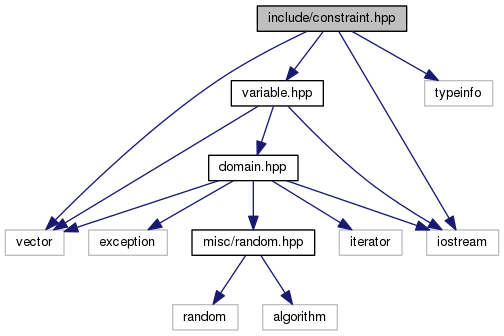 include/constraint.hpp
variable.hpp
typeinfo
domain.hpp
vector
exception
misc/random.hpp
iterator
iostream
random
algorithm